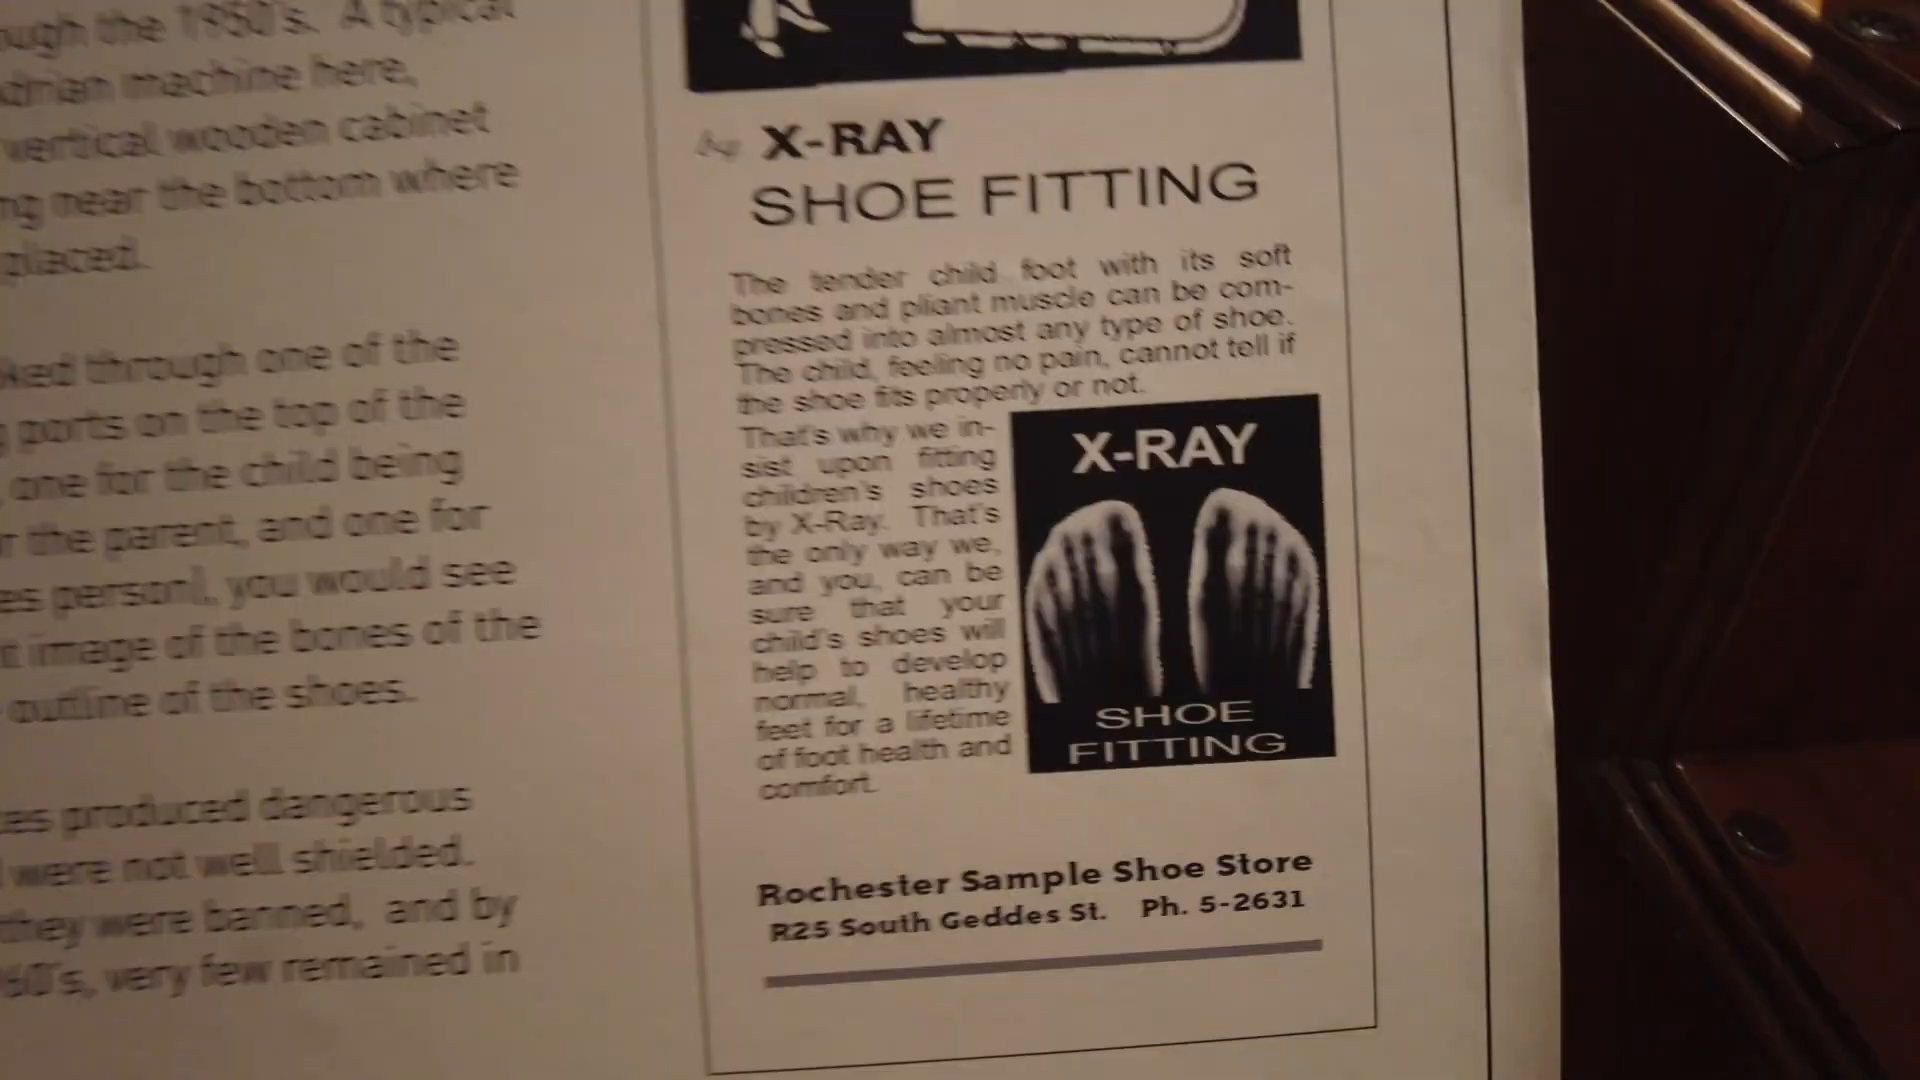 ough the 1950's. A typical
drian machine here,
vertical wooden cabinet
ng near the bottom where
placed.
ked through one of the
g ports on the top of the
, one for the child being
r the parent, and one for
es person), you would see
t image of the bones of the
outline of the shoes.
es produced dangerous
were not well shielded.
they were banned, and by
60's, very few remained in
by X-RAY
SHOE FITTING
The tender child foot with its soft
bones and pliant muscle can be com-
pressed into almost any type of shoe.
The child, feeling no pain, cannot tell if
the shoe fits properly or not.
That's why we in-
sist upon fitting
children's shoes
by X-Ray. That's
the only way we,
and you, can be
sure that your
child's shoes will
help to develop
normal, healthy
feet for a lifetime
of foot health and
comfort.
X-RAY
SHOE
FITTING
Rochester Sample Shoe Store
R25 South Geddes St. Ph. 5-2631